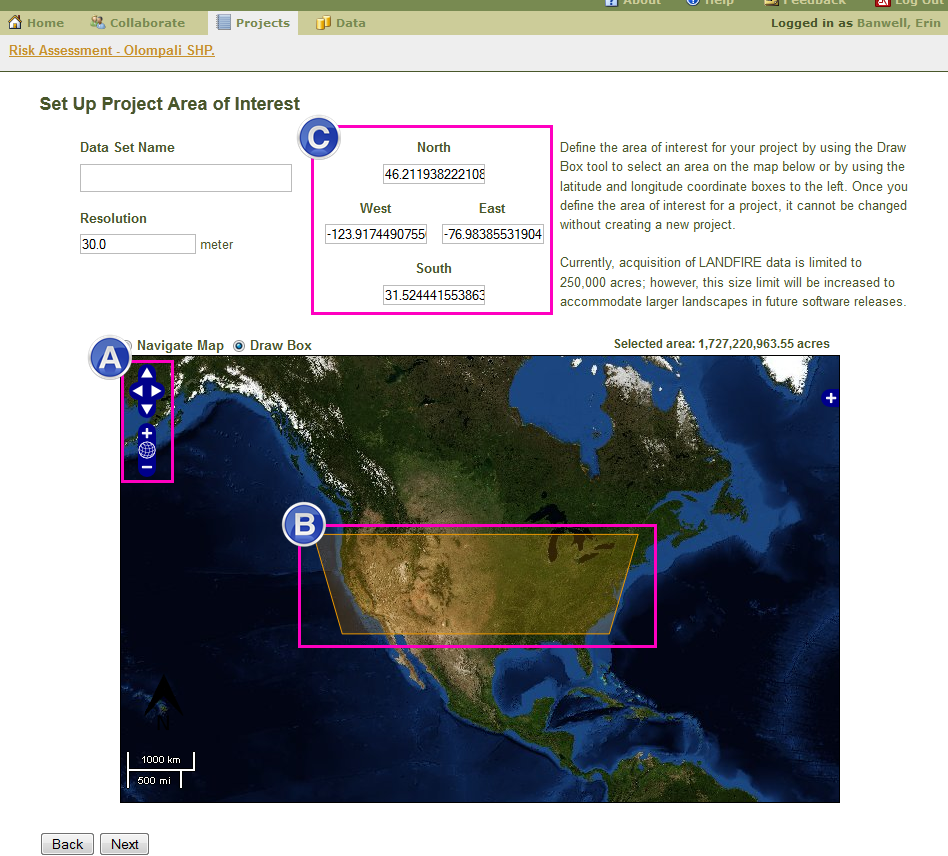 About Help Feedback Log Out
Home Collaborate Projects Data Logged in as Banwell, Erin
Risk Assessment - Olompali SHP.
Set Up Project Area of Interest
C
Data Set Name
North
46.211938222108
West East
-123.9174490755 -76.98385531904
South
31.524441553863
Resolution
30.0 meter
Define the area of interest for your project by using the Draw
Box tool to select an area on the map below or by using the
latitude and longitude coordinate boxes to the left. Once you
define the area of interest for a project, it cannot be changed
without creating a new project.
Currently, acquisition of LANDFIRE data is limited to
250,000 acres; however, this size limit will be increased to
accommodate larger landscapes in future software releases.
A
Navigate Map Draw Box Selected area: 1,727,220,963.55 acres
B
N
1000 km
500 mi
Back Next